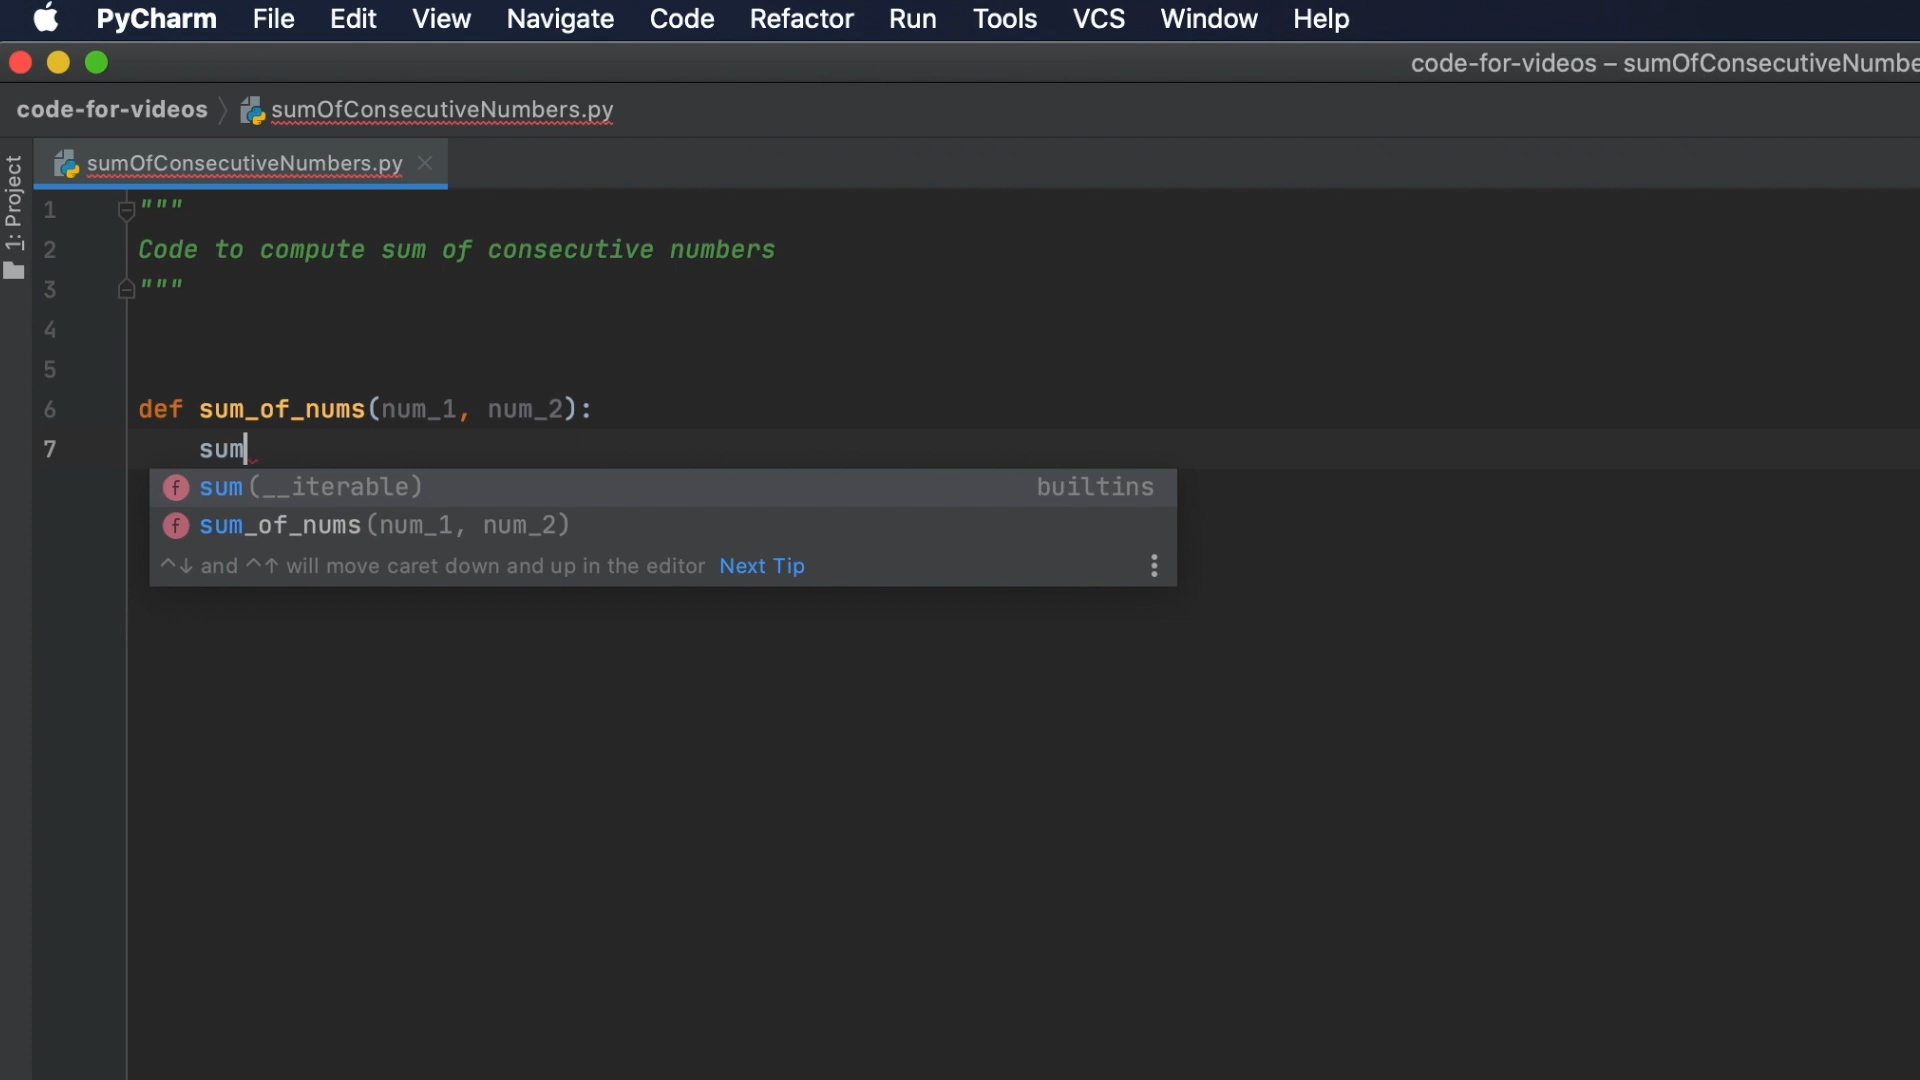 PyCharm File Edit View Navigate Code Refactor Run Tools VCS Window Help
code-for-videos – sumOfConsecutiveNumbe
code-for-videos sumOfConsecutiveNumbers.py
1: Project
sumOfConsecutiveNumbers.py
1 """
2 Code to compute sum of consecutive numbers
3 """
4
5
6 def sum_of_nums(num_1, num_2):
7 sum
f sum(__iterable) builtins
f sum_of_nums(num_1, num_2)
^↓ and ^↑ will move caret down and up in the editor Next Tip